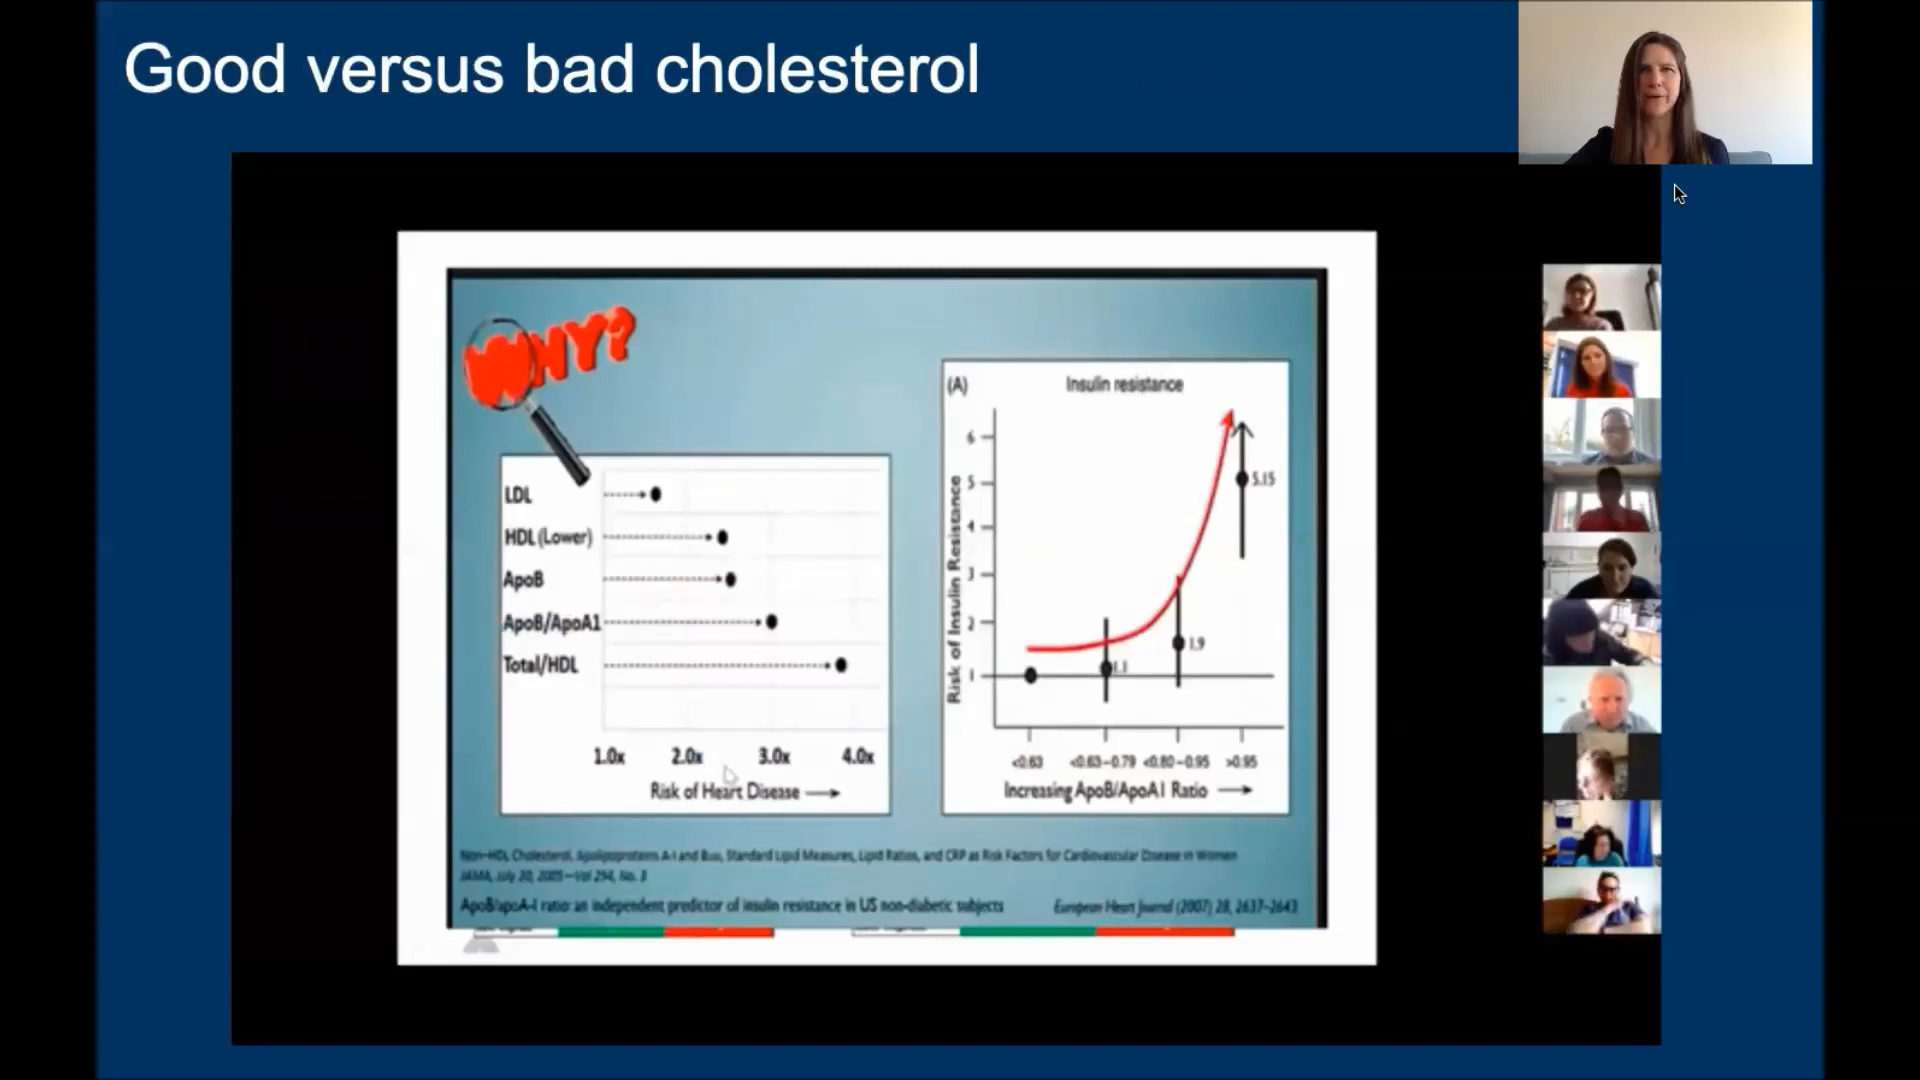 Good versus bad cholesterol
WHY?
LDL
HDL (Lower)
ApoB
ApoB/ApoA1
Total/HDL
1.0x 2.0x 3.0x 4.0x
Risk of Heart Disease
(A) Insulin resistance
Risk of Insulin Resistance
6
5
4
3
2
1
5.15
1.9
1.1
<0.63 <0.63-0.79 <0.80-0.95 >0.95
Increasing ApoB/ApoA1 Ratio
Non-HDL Cholesterol, Apolipoproteins A-I and B100, Standard Lipid Measures, Lipid Ratios, and CRP as Risk Factors for Cardiovascular Disease in Women
JAMA, July 20, 2005—Vol 294, No. 3
ApoB/apoA-I ratio: an independent predictor of insulin resistance in US non-diabetic subjects
European Heart Journal (2007) 28, 2637-2643